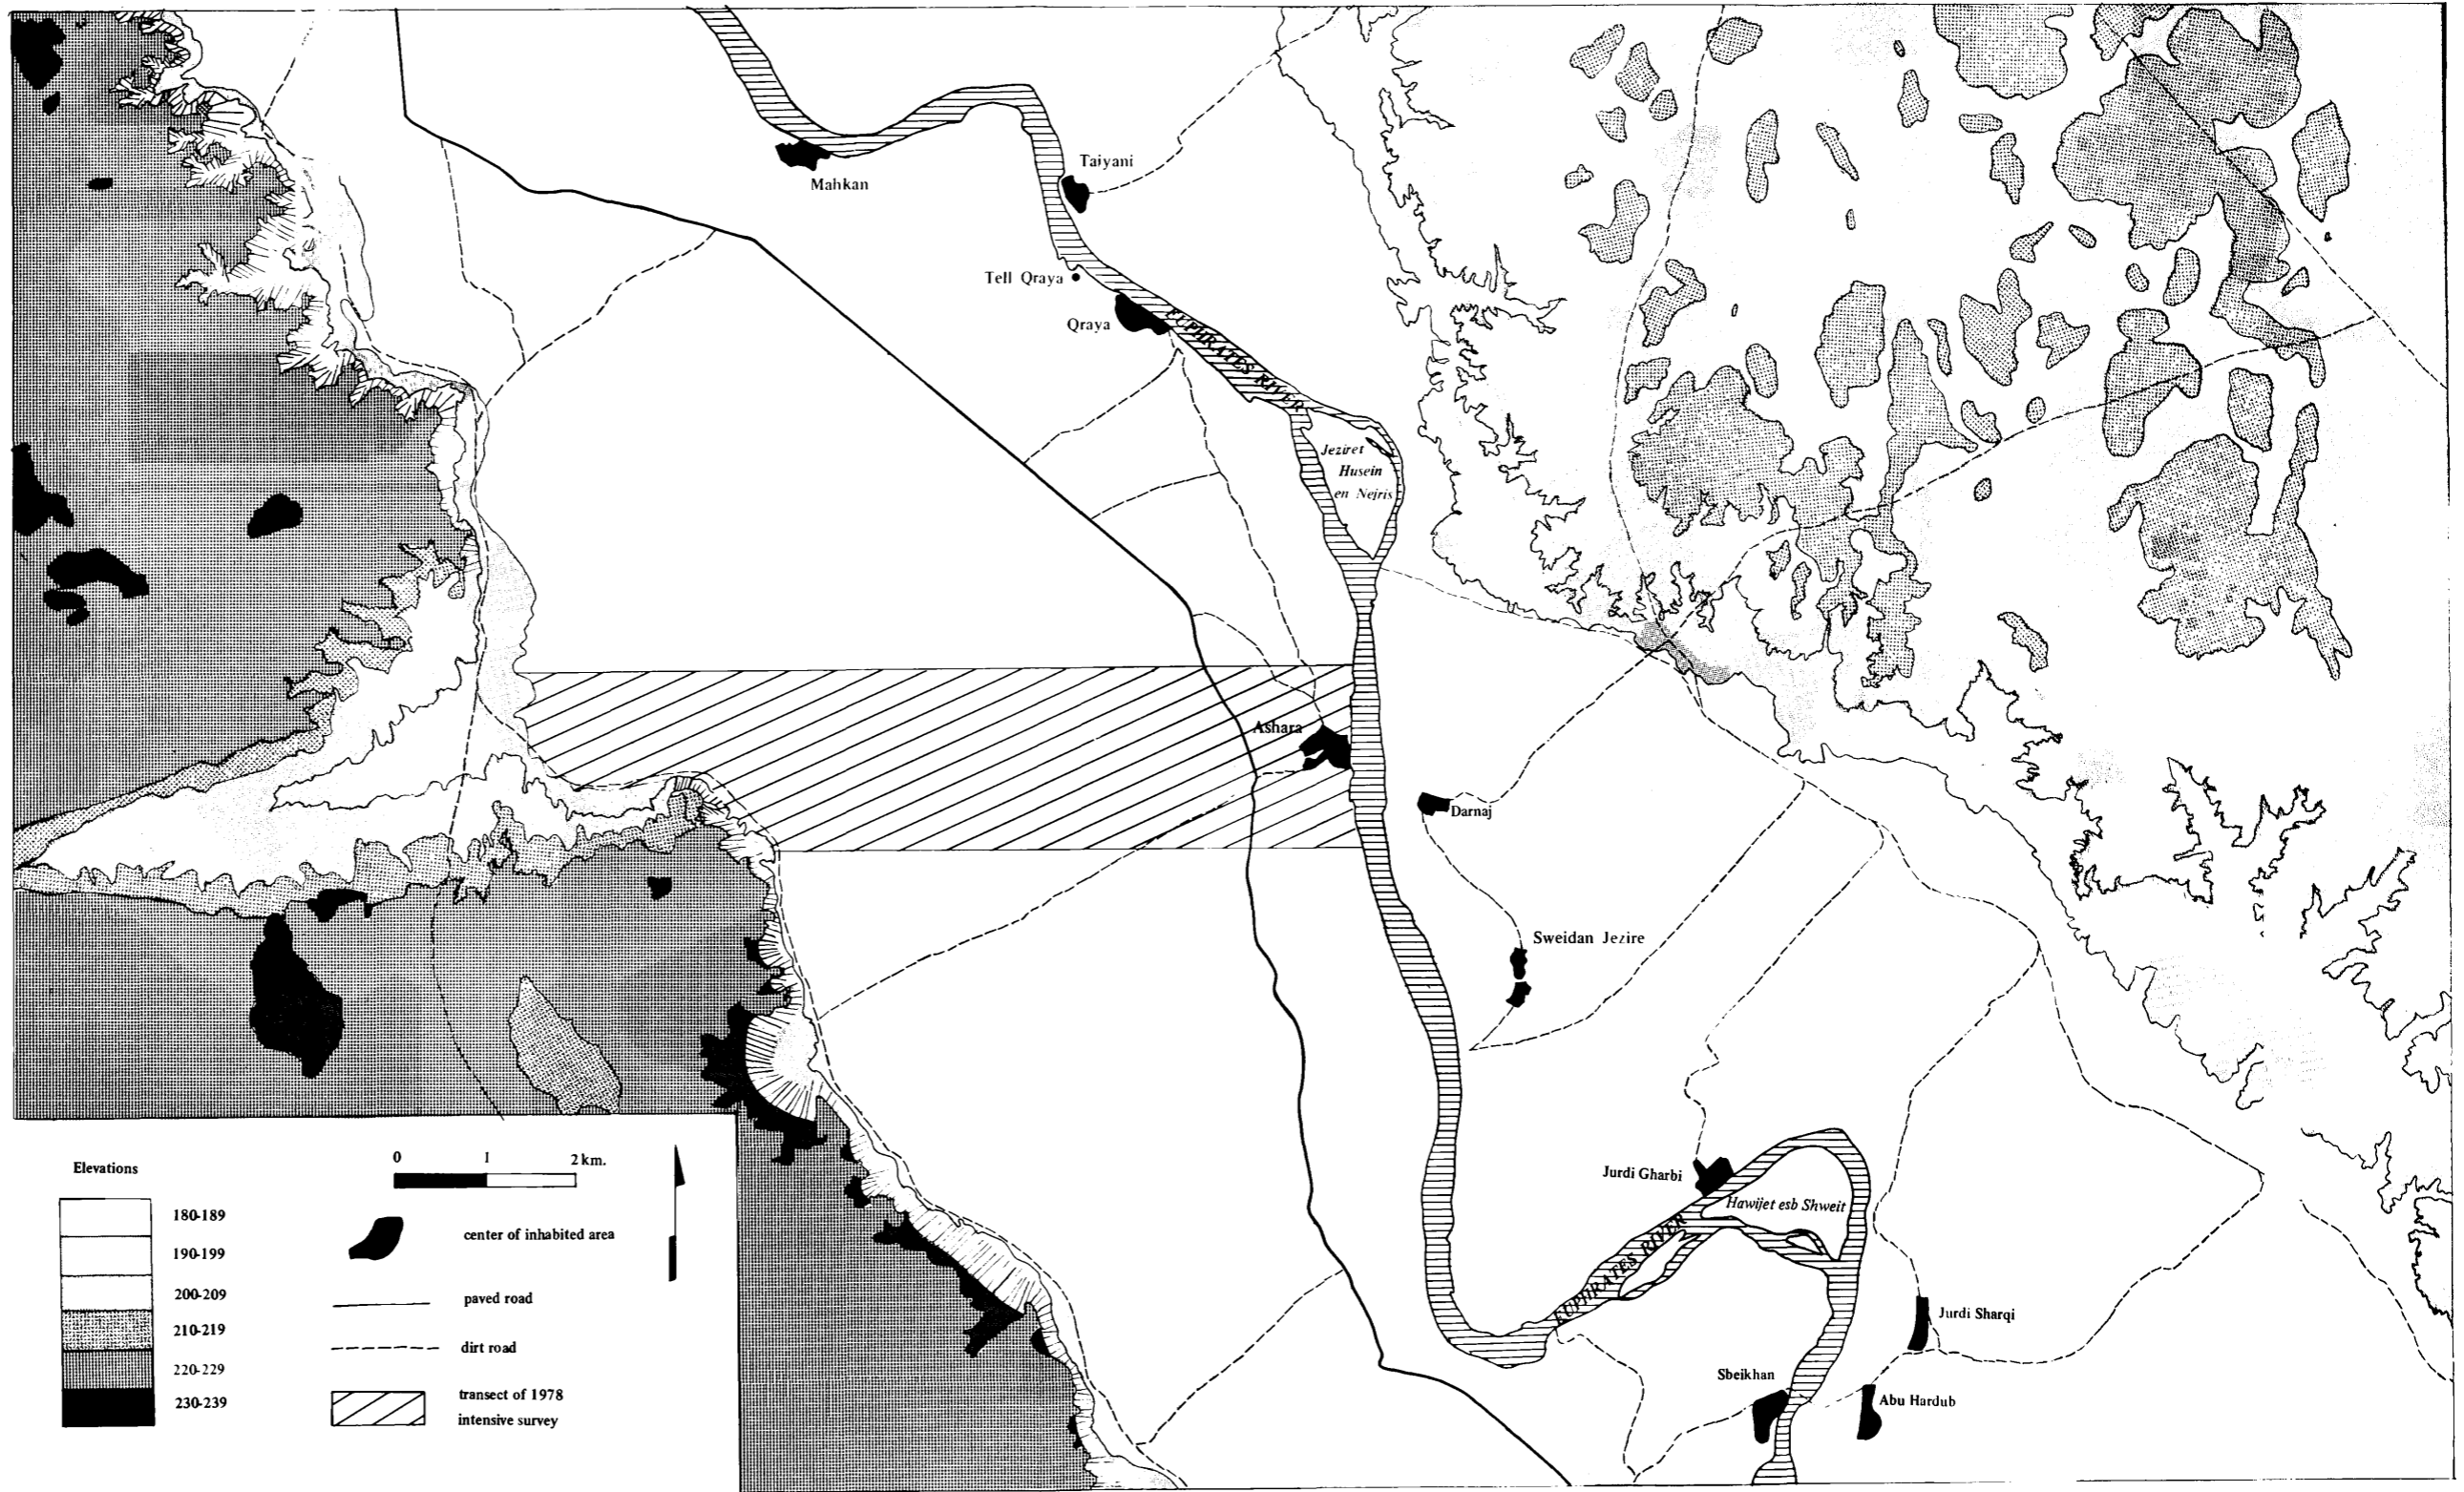 Taiyani
Mahkan
Tell Qraya
Qraya
EUPHRATES RIVER
Jeziret
Husein
en Nejris
Ashara
Darnaj
Sweidan Jezire
Jurdi Gharbi
Hawijet esb Shweit
EUPHRATES RIVER
Jurdi Sharqi
Sbeikhan
Abu Hardub
Elevations
180-189
190-199
200-209
210-219
220-229
230-239
0 1 2 km.
center of inhabited area
paved road
dirt road
transect of 1978
intensive survey